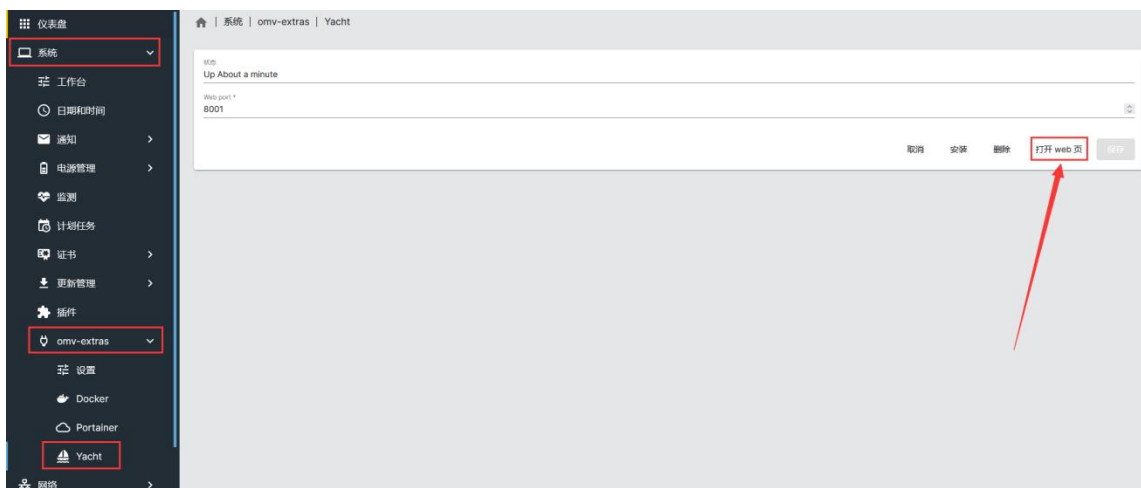 仪表盘
系统 | omv-extras | Yacht
系统
工作台
日期和时间
通知
电源管理
监测
计划任务
证书
更新管理
插件
omv-extras
设置
Docker
Portainer
Yacht
网络
状态
Up About a minute
Web port *
8001
取消 安装 删除 打开 web 页 保存